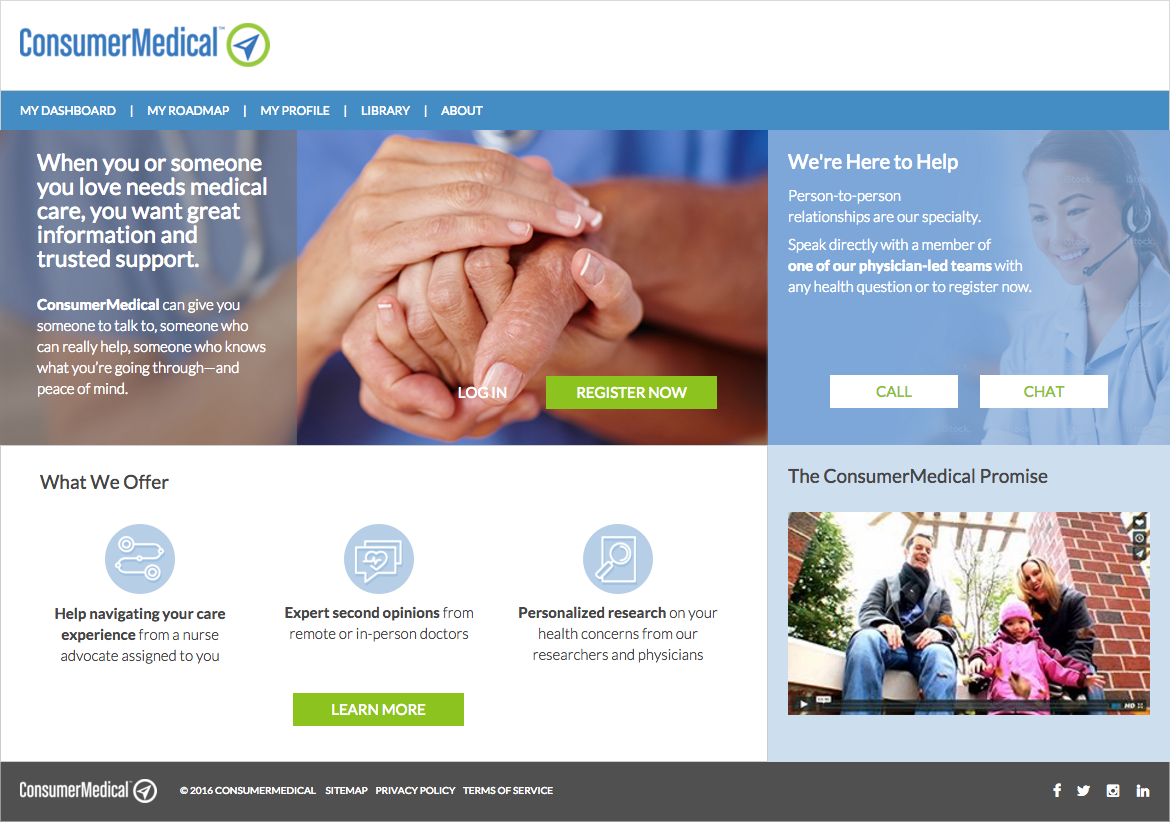 ConsumerMedical™
MY DASHBOARD | MY ROADMAP | MY PROFILE | LIBRARY | ABOUT
When you or someone
you love needs medical
care, you want great
information and
trusted support.
ConsumerMedical can give you
someone to talk to, someone who
can really help, someone who knows
what you’re going through—and
peace of mind.
LOG IN
REGISTER NOW
We're Here to Help
Person-to-person
relationships are our specialty.
Speak directly with a member of
one of our physician-led teams with
any health question or to register now.
CALL
CHAT
iStock
iStock
iStock
What We Offer
Help navigating your care
experience from a nurse
advocate assigned to you
Expert second opinions from
remote or in-person doctors
Personalized research on your
health concerns from our
researchers and physicians
LEARN MORE
The ConsumerMedical Promise
HD
ConsumerMedical™
© 2016 CONSUMERMEDICAL SITEMAP PRIVACY POLICY TERMS OF SERVICE